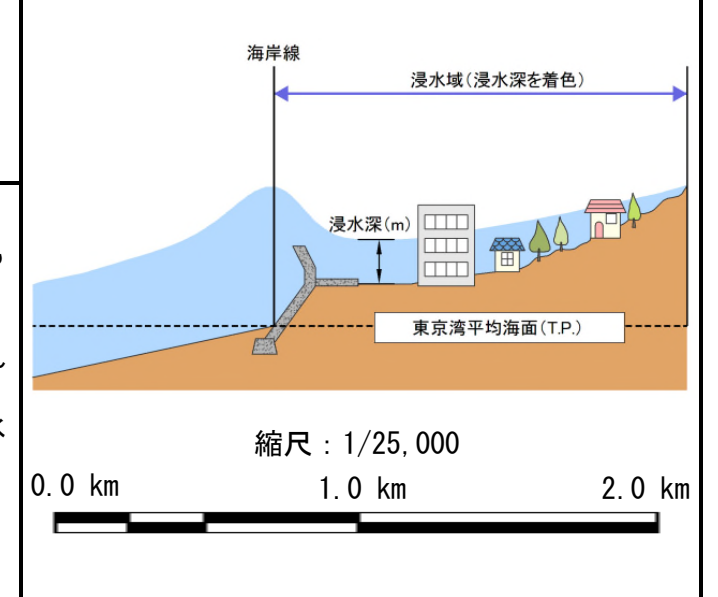 海岸線
浸水域(浸水深を着色)
浸水深(m)
東京湾平均海面(T.P.)
縮尺:1/25,000
0.0 km 1.0 km 2.0 km